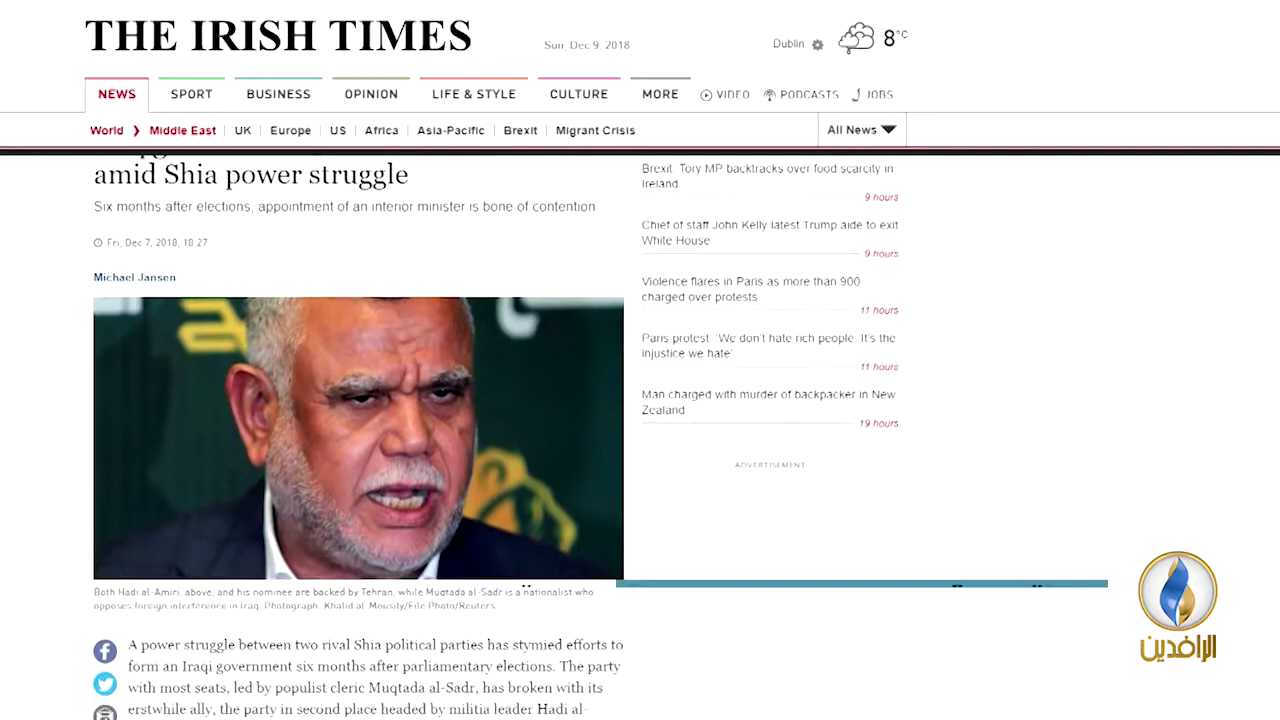 THE IRISH TIMES
Sun, Dec 9, 2018
Dublin
8°C
NEWS SPORT BUSINESS OPINION LIFE & STYLE CULTURE MORE VIDEO PODCASTS JOBS
World Middle East UK Europe US Africa Asia-Pacific Brexit Migrant Crisis All News
amid Shia power struggle
Six months after elections, appointment of an interior minister is bone of contention
Fri, Dec 7, 2018, 18:27
Michael Jansen
Both Hadi al-Amiri, above, and his nominee are backed by Tehran, while Muqtada al-Sadr is a nationalist who
opposes foreign interference in Iraq. Photograph: Khalid al-Mousily/File Photo/Reuters
A power struggle between two rival Shia political parties has stymied efforts to
form an Iraqi government six months after parliamentary elections. The party
with most seats, led by populist cleric Muqtada al-Sadr, has broken with its
erstwhile ally, the party in second place headed by militia leader Hadi al-
Brexit: Tory MP backtracks over food scarcity in
Ireland
9 hours
Chief of staff John Kelly latest Trump aide to exit
White House
9 hours
Violence flares in Paris as more than 900
charged over protests
11 hours
Paris protest: 'We don't hate rich people. It's the
injustice we hate'
11 hours
Man charged with murder of backpacker in New
Zealand
19 hours
ADVERTISEMENT
الرافدين